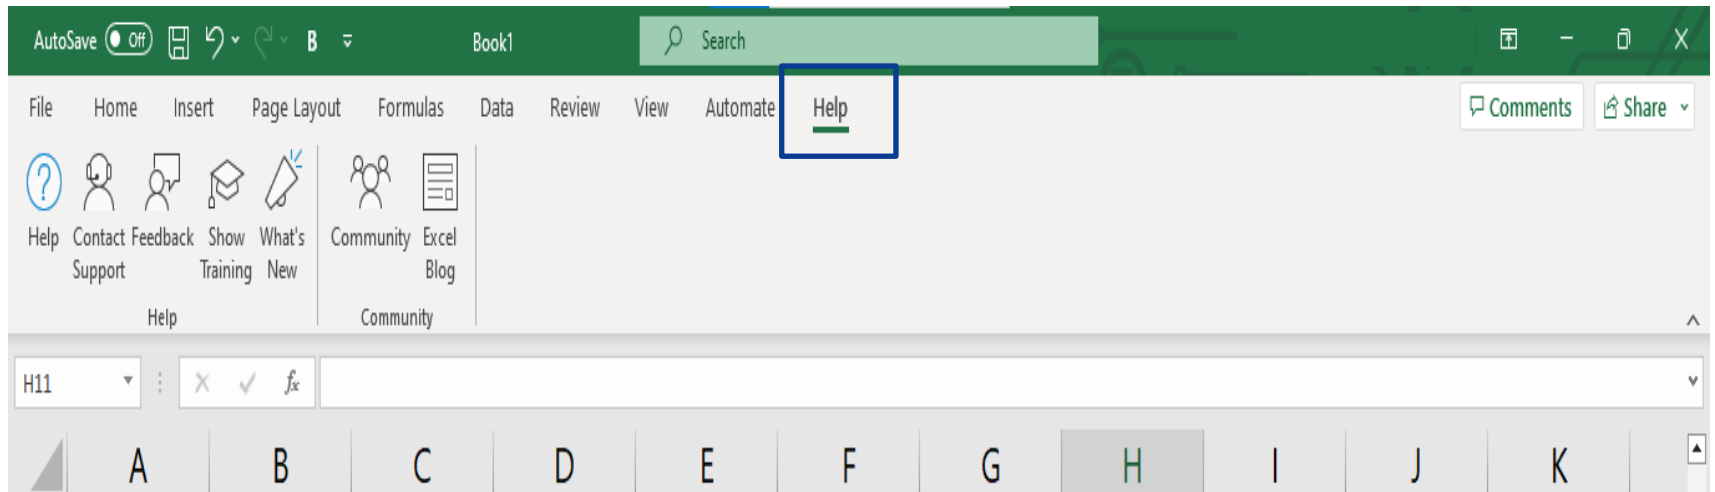 AutoSave Off B Book1 Search
File Home Insert Page Layout Formulas Data Review View Automate Help Comments Share
Help Contact Support Feedback Show Training What's New Community Excel Blog
Help Community
H11 fx
A B C D E F G H I J K